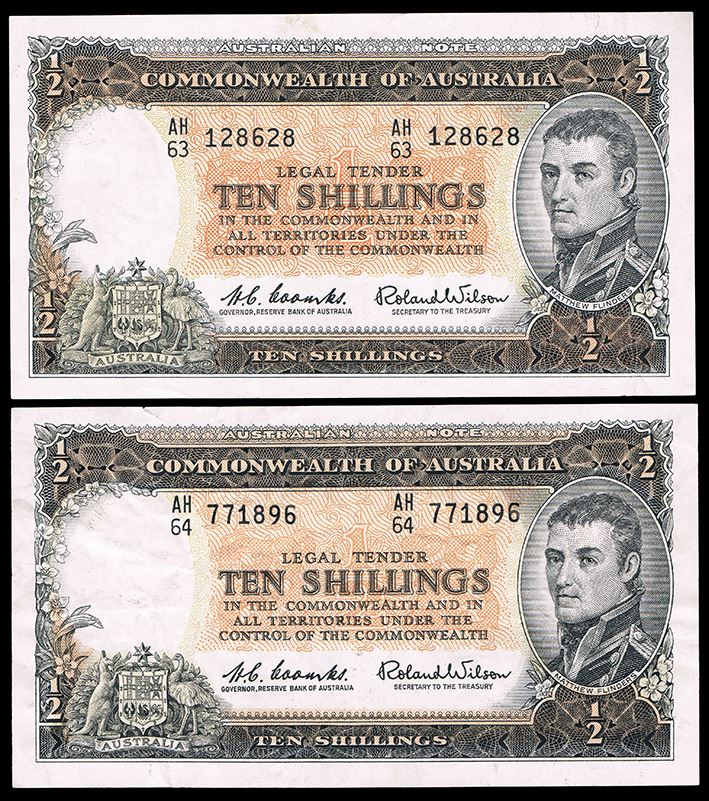 AUSTRALIAN NOTE
1/2 COMMONWEALTH OF AUSTRALIA 1/2
AH 63 128628 AH 63 128628
LEGAL TENDER
TEN SHILLINGS
IN THE COMMONWEALTH AND IN
ALL TERRITORIES UNDER THE
CONTROL OF THE COMMONWEALTH
MATTHEW FLINDERS
H.C. Coombs. Roland Wilson
GOVERNOR, RESERVE BANK OF AUSTRALIA SECRETARY TO THE TREASURY
1/2 1/2
AUSTRALIA
TEN SHILLINGS
AUSTRALIAN NOTE
1/2 COMMONWEALTH OF AUSTRALIA 1/2
AH 64 771896 AH 64 771896
LEGAL TENDER
TEN SHILLINGS
IN THE COMMONWEALTH AND IN
ALL TERRITORIES UNDER THE
CONTROL OF THE COMMONWEALTH
MATTHEW FLINDERS
H.C. Coombs. Roland Wilson
GOVERNOR, RESERVE BANK OF AUSTRALIA SECRETARY TO THE TREASURY
1/2 1/2
AUSTRALIA
TEN SHILLINGS